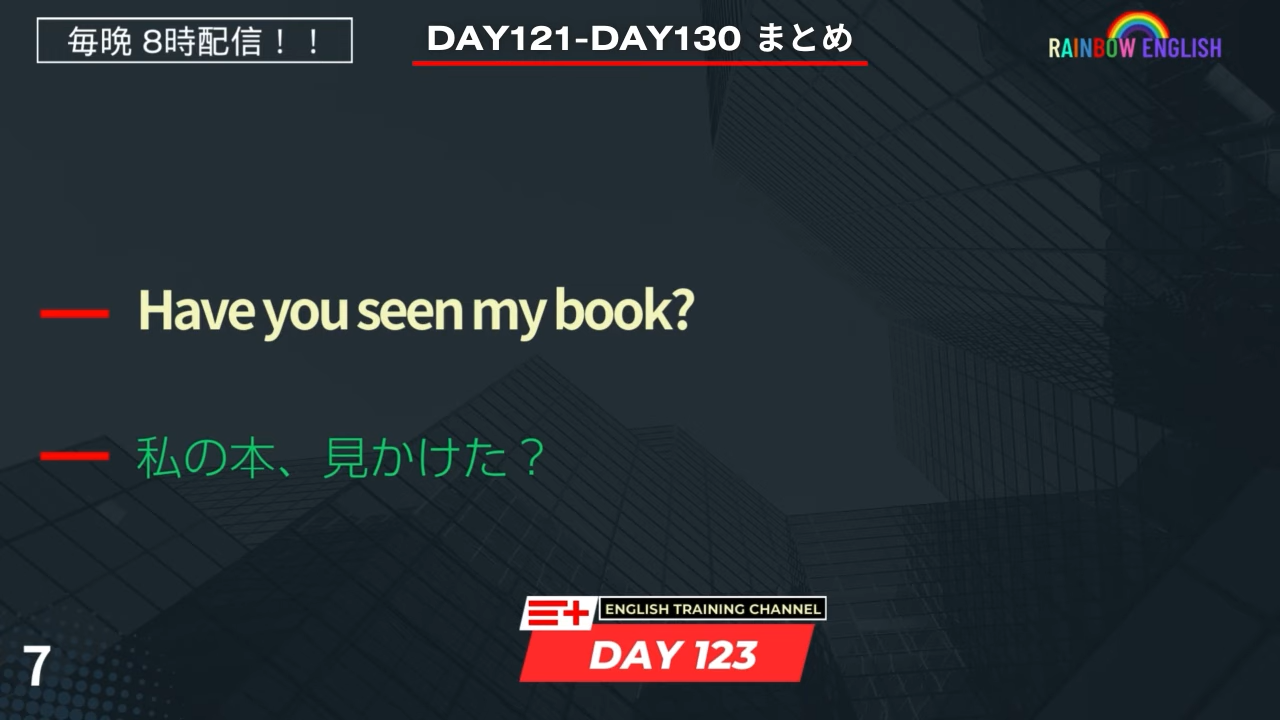 毎晩 8時配信！！
DAY121-DAY130 まとめ
RAINBOW ENGLISH
Have you seen my book?
私の本、見かけた？
ENGLISH TRAINING CHANNEL
DAY 123
7